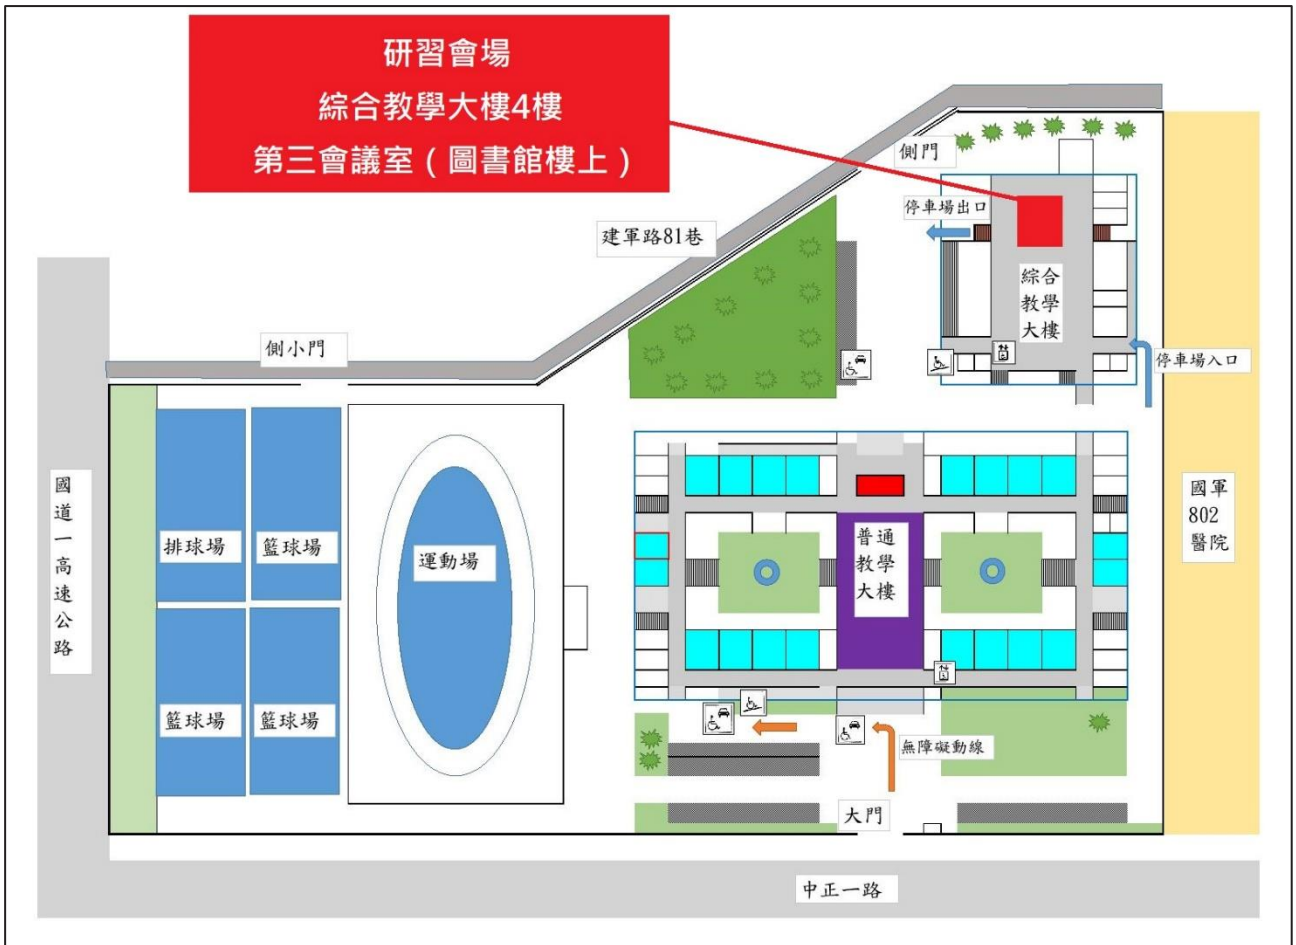 研習會場
綜合教學大樓4樓
第三會議室（圖書館樓上）
側門
停車場出口
建軍路81巷
綜合
教學
大樓
側小門
停車場入口
國道一高速公路
國軍
802
醫院
排球場
籃球場
運動場
普通
教學
大樓
籃球場
籃球場
無障礙動線
大門
中正一路